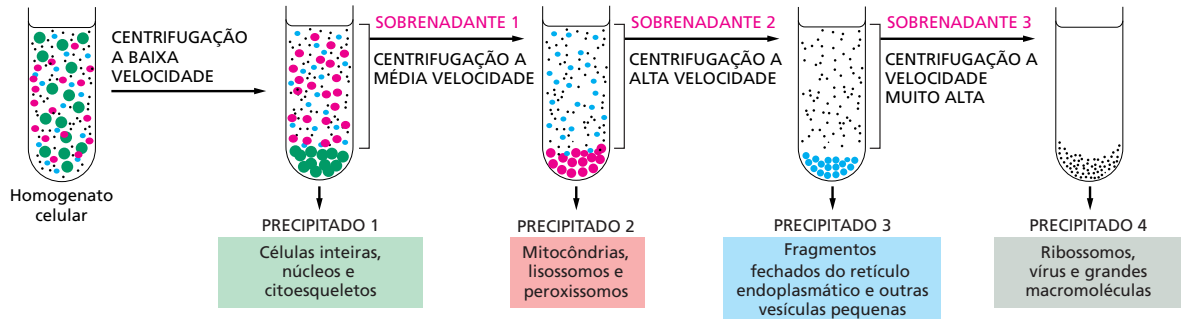 CENTRIFUGAÇÃO
A BAIXA
VELOCIDADE
SOBRENADANTE 1
CENTRIFUGAÇÃO A
MÉDIA VELOCIDADE
SOBRENADANTE 2
CENTRIFUGAÇÃO A
ALTA VELOCIDADE
SOBRENADANTE 3
CENTRIFUGAÇÃO A
VELOCIDADE
MUITO ALTA
Homogenato
celular
PRECIPITADO 1
Células inteiras,
núcleos e
citoesqueletos
PRECIPITADO 2
Mitocôndrias,
lisossomos e
peroxissomos
PRECIPITADO 3
Fragmentos
fechados do retículo
endoplasmático e outras
vesículas pequenas
PRECIPITADO 4
Ribossomos,
vírus e grandes
macromoléculas